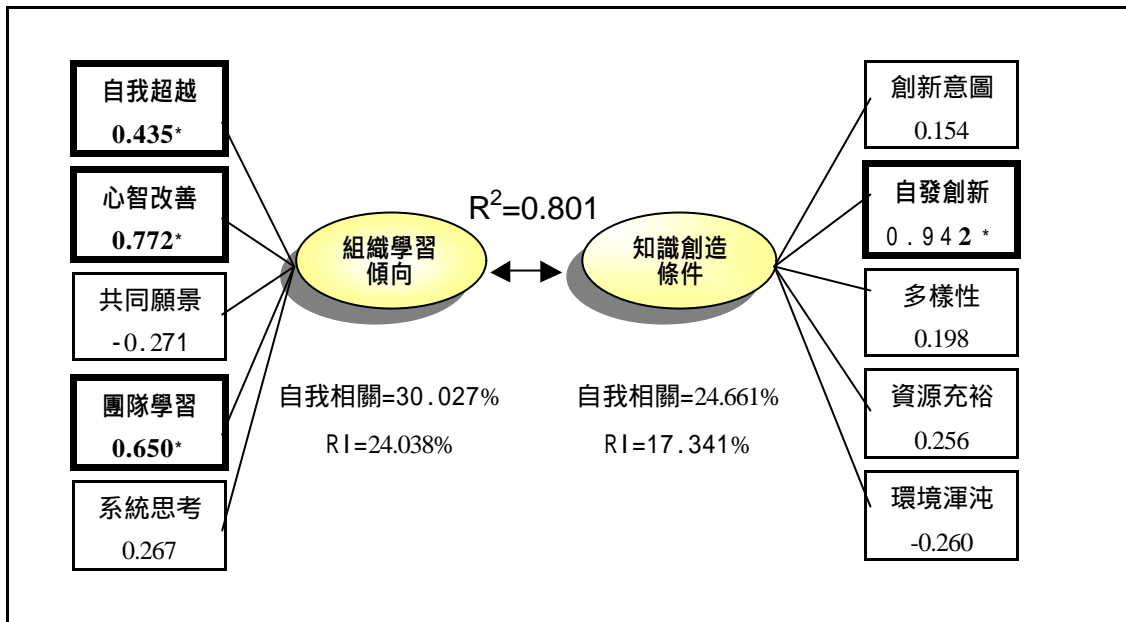 自我超越
0.435*
心智改善
0.772*
共同願景
-0.271
團隊學習
0.650*
系統思考
0.267
R²=0.801
組織學習
傾向
知識創造
條件
自我相關=30.027%
RI=24.038%
自我相關=24.661%
RI=17.341%
創新意圖
0.154
自發創新
0.942 *
多樣性
0.198
資源充裕
0.256
環境渾沌
-0.260